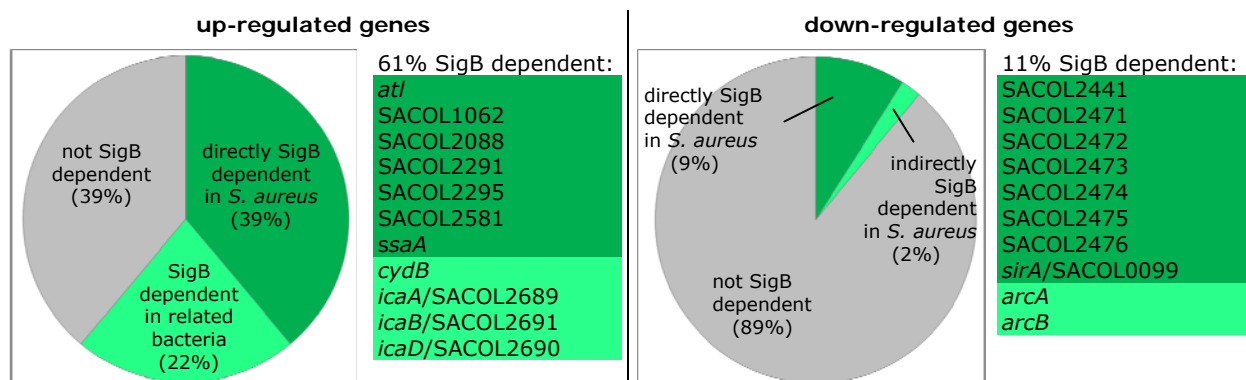 up-regulated genes
not SigB
dependent
(39%)
directly SigB
dependent
in S. aureus
(39%)
SigB
dependent
in related
bacteria
(22%)
61% SigB dependent:
atl
SACOL1062
SACOL2088
SACOL2291
SACOL2295
SACOL2581
ssaA
cydB
icaA/SACOL2689
icaB/SACOL2691
icaD/SACOL2690
down-regulated genes
directly SigB
dependent
in S. aureus
(9%)
indirectly
SigB
dependent
in S. aureus
(2%)
not SigB
dependent
(89%)
11% SigB dependent:
SACOL2441
SACOL2471
SACOL2472
SACOL2473
SACOL2474
SACOL2475
SACOL2476
sirA/SACOL0099
arcA
arcB